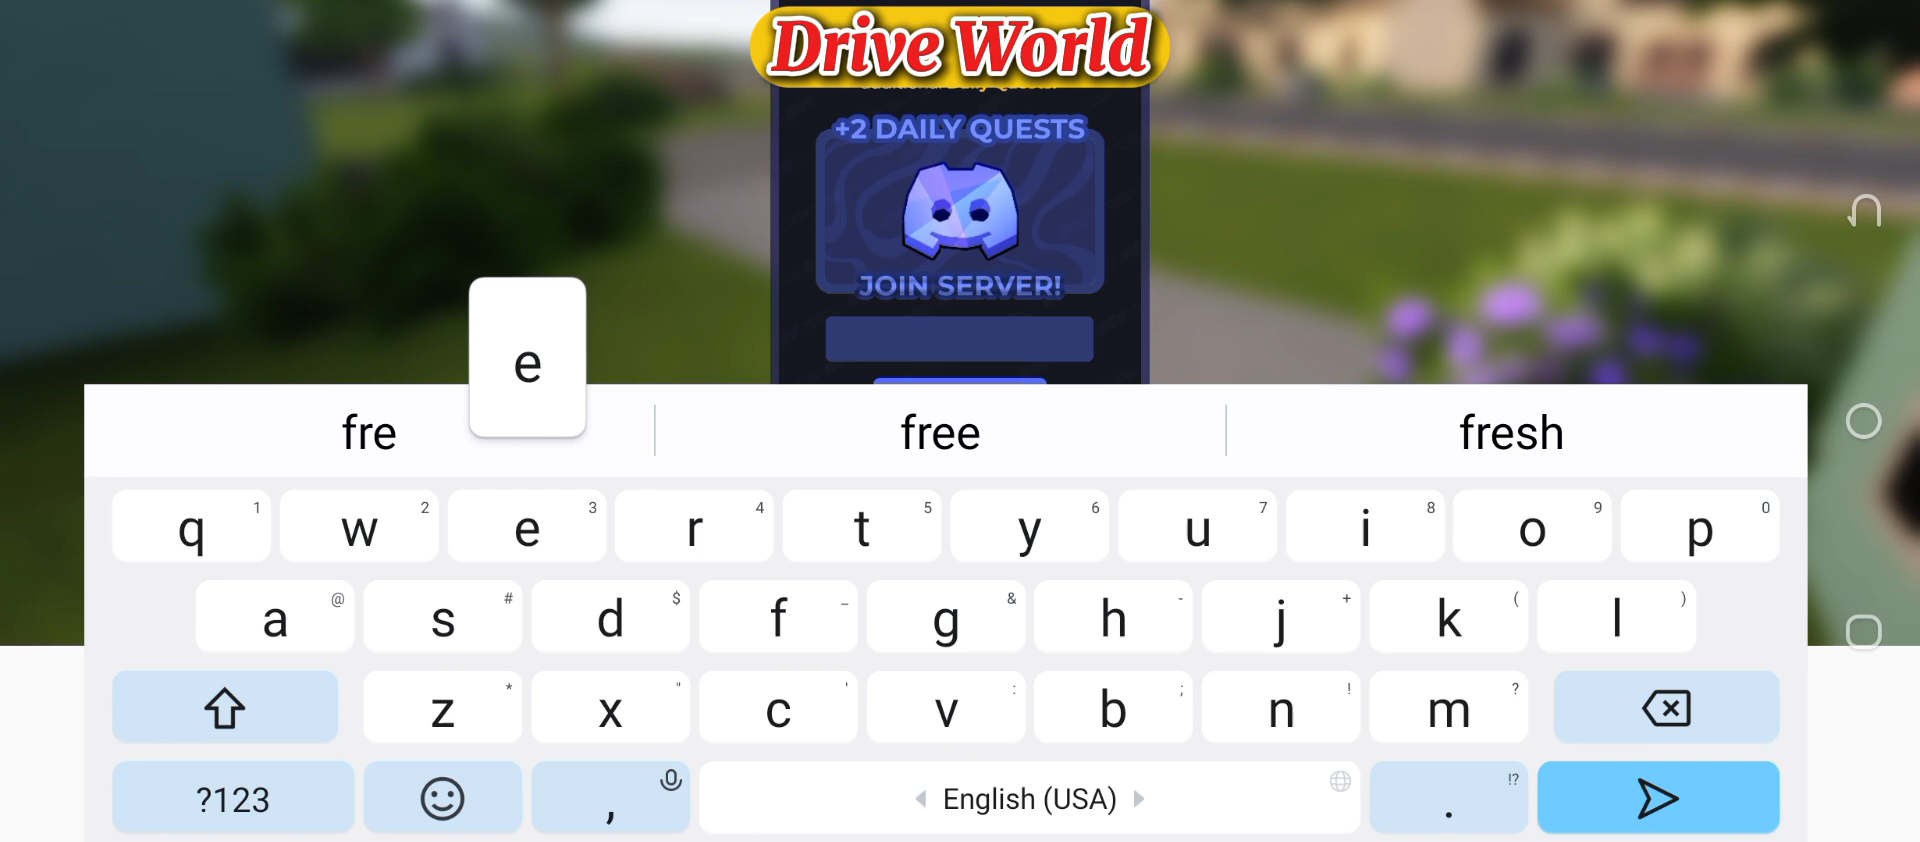 Drive World
+2 DAILY QUESTS
JOIN SERVER!
e
fre free fresh
q 1 w 2 e 3 r 4 t 5 y 6 u 7 i 8 o 9 p 0
a @ s # d $ f _ g & h - j + k ( l )
z * x " c ' v : b ; n ! m ?
?123 , English (USA) . !?